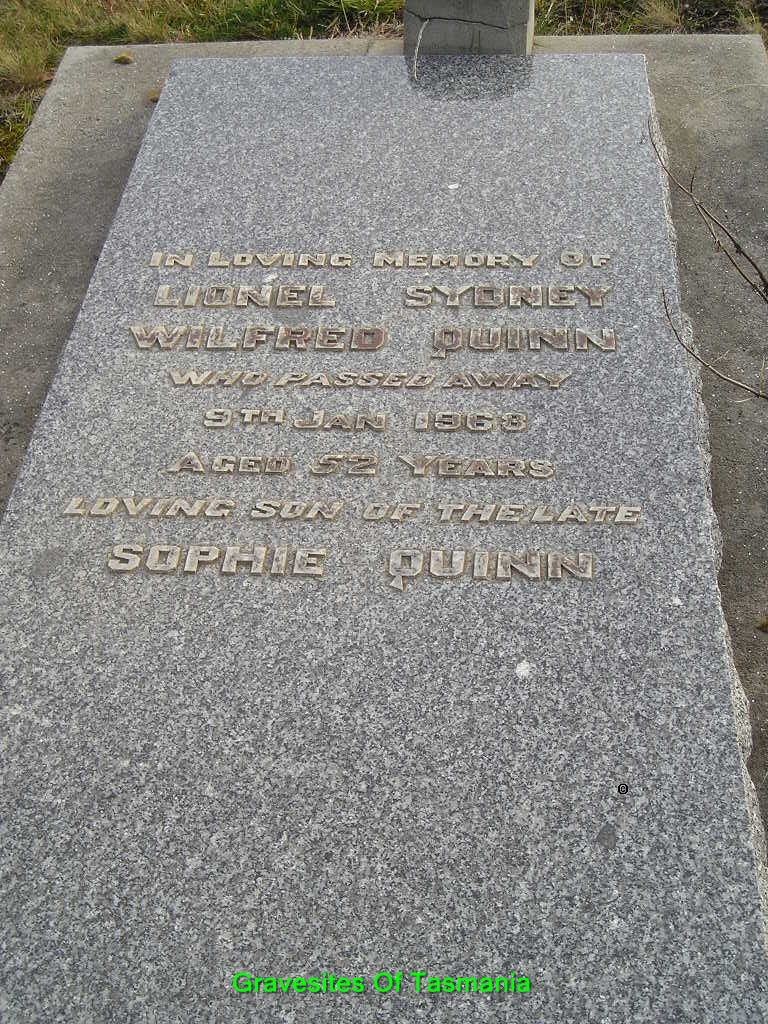 IN LOVING MEMORY OF
LIONEL SYDNEY
WILFRED QUINN
WHO PASSED AWAY
9TH JAN 1968
AGED 52 YEARS
LOVING SON OF THE LATE
SOPHIE QUINN
©
Gravesites Of Tasmania